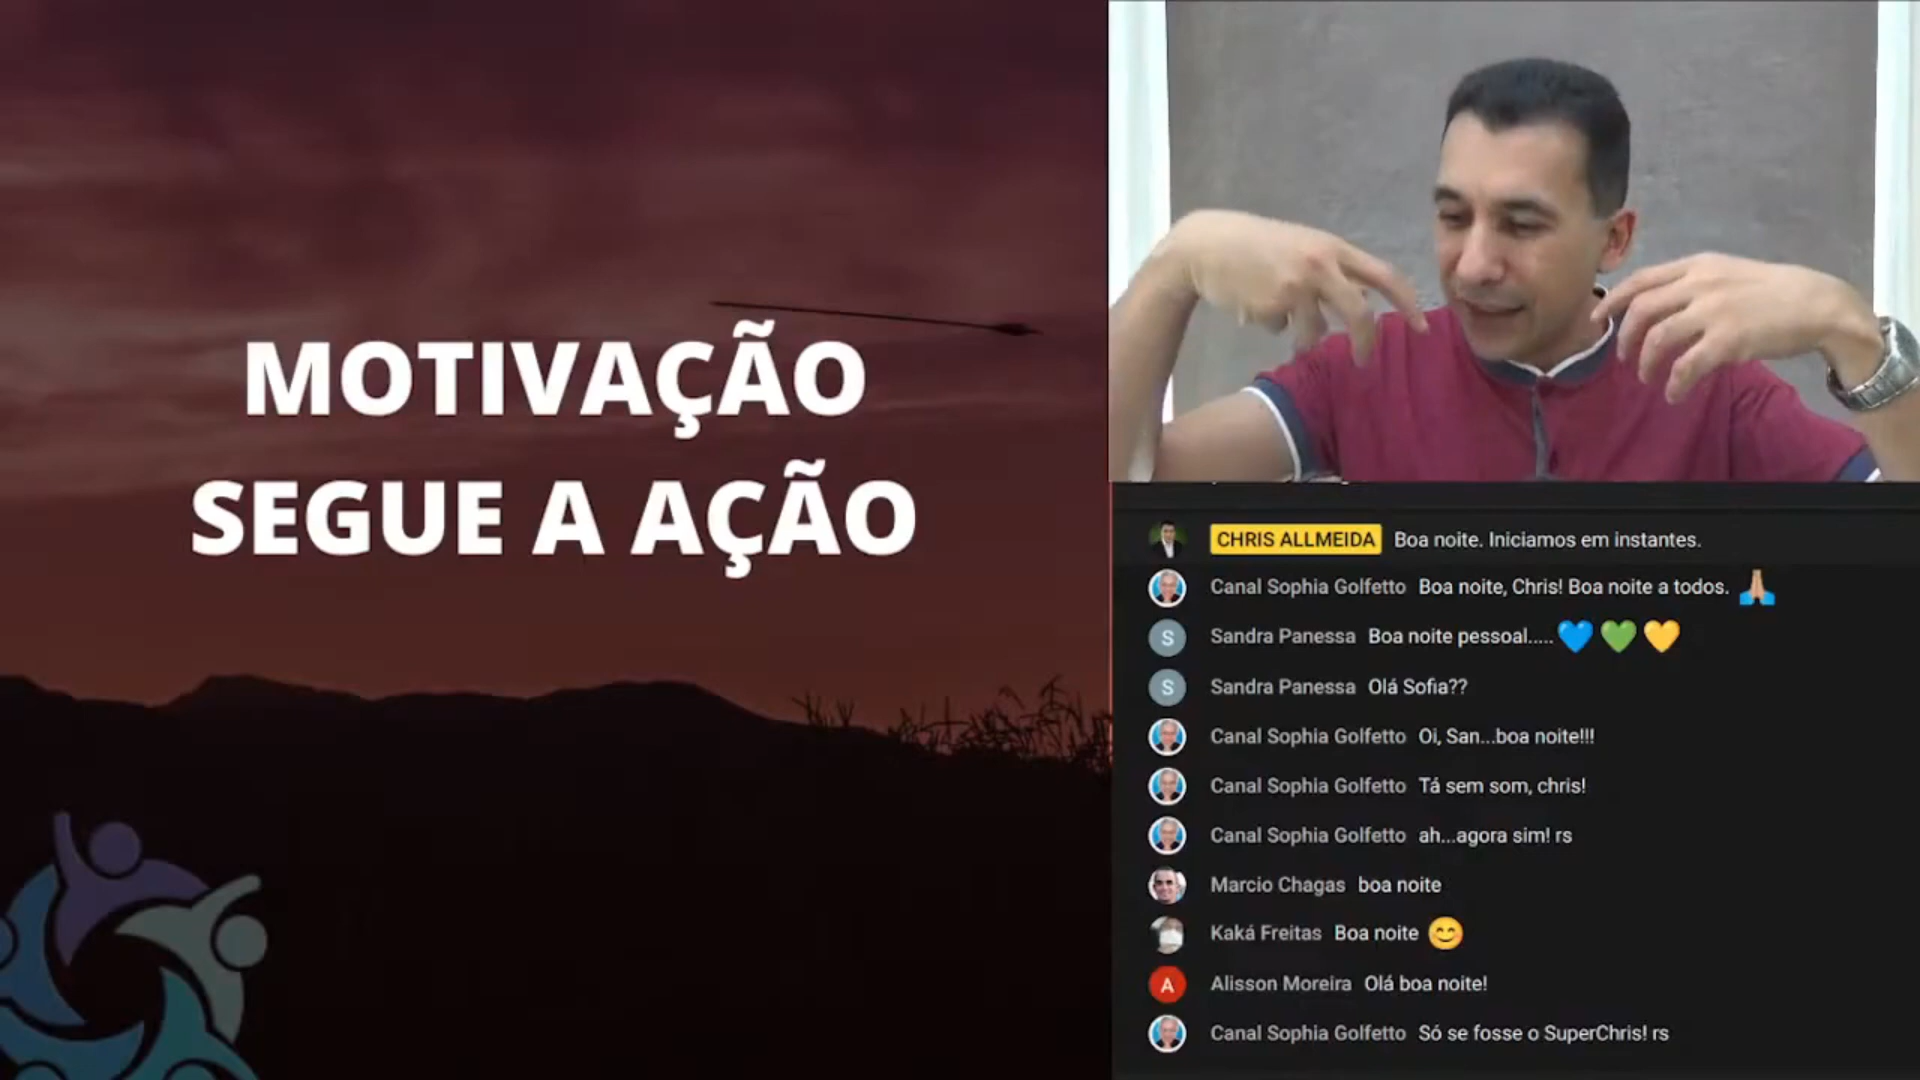 MOTIVAÇÃO
SEGUE A AÇÃO
CHRIS ALLMEIDA Boa noite. Iniciamos em instantes.
Canal Sophia Golfetto Boa noite, Chris! Boa noite a todos. 🙏🏼
Sandra Panessa Boa noite pessoal..... 💙 💚 💛
S
Sandra Panessa Olá Sofia??
S
Canal Sophia Golfetto Oi, San...boa noite!!!
Canal Sophia Golfetto Tá sem som, chris!
Canal Sophia Golfetto ah...agora sim! rs
Marcio Chagas boa noite
Kaká Freitas Boa noite 😊
A
Alisson Moreira Olá boa noite!
Canal Sophia Golfetto Só se fosse o SuperChris! rs